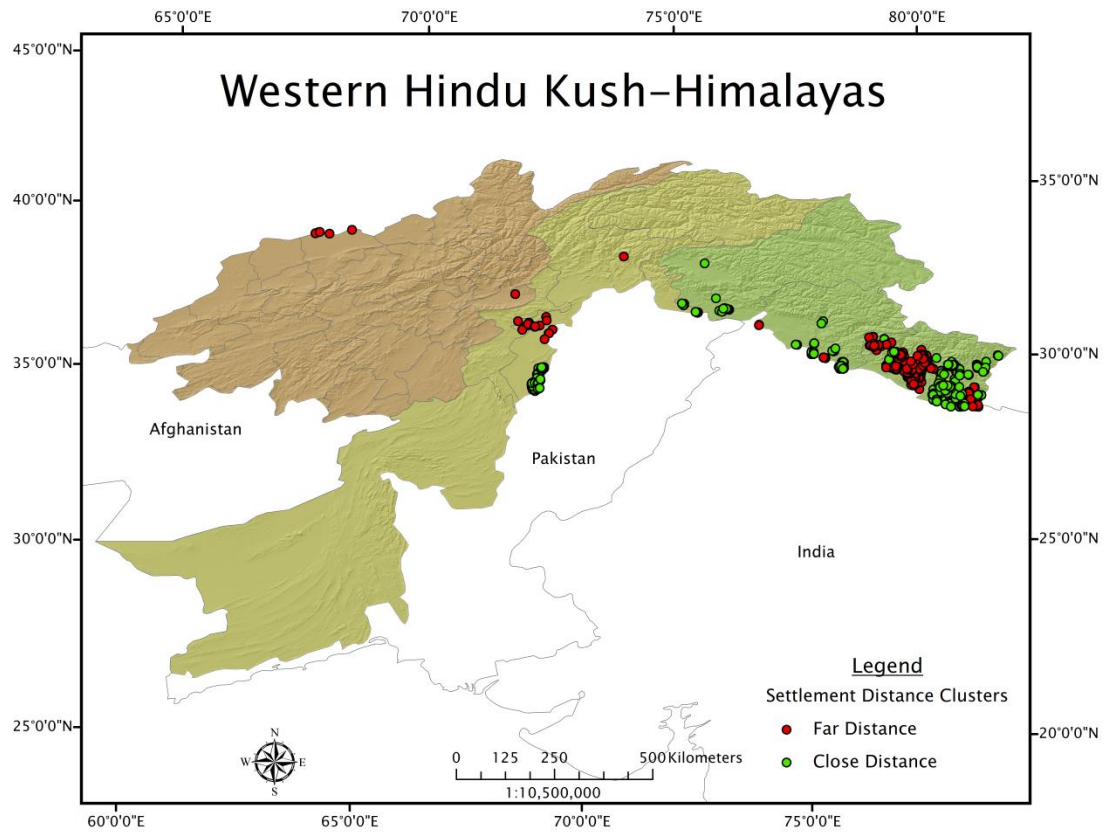 65°0'0"E 70°0'0"E 75°0'0"E 80°0'0"E
45°0'0"N
Western Hindu Kush-Himalayas
40°0'0"N
35°0'0"N
35°0'0"N
30°0'0"N
Afghanistan
Pakistan
30°0'0"N
25°0'0"N
India
Legend
Settlement Distance Clusters
Far Distance
Close Distance
25°0'0"N
20°0'0"N
N
W E
S
0 125 250 500 Kilometers
1:10,500,000
60°0'0"E 65°0'0"E 70°0'0"E 75°0'0"E